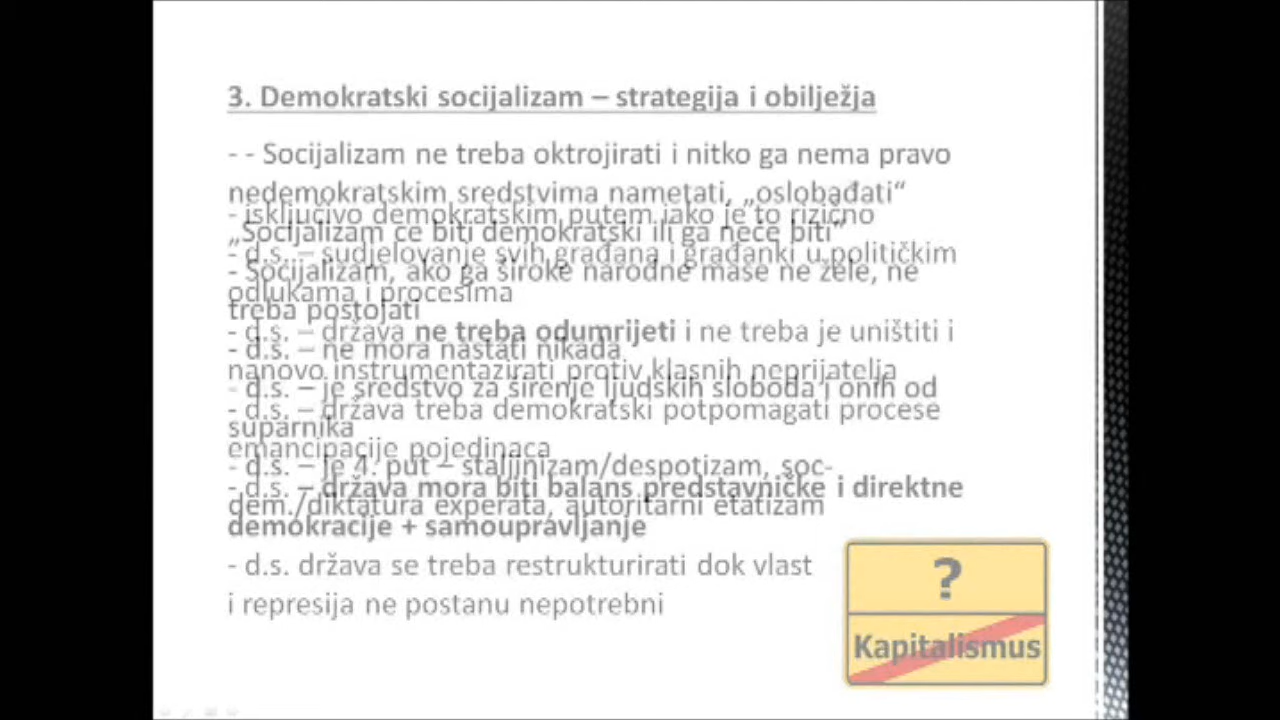 3. Demokratski socijalizam – strategija i obilježja
- - Socijalizam ne treba oktrojirati i nitko ga nema pravo
nedemokratskim sredstvima nametati, „oslobađati“
- isključivo demokratskim putem iako je to rizično
„Socijalizam će biti demokratski ili ga neće biti“
- d.s. – sudjelovanje svih građana i građanki u političkim
- Socijalizam, ako ga široke narodne mase ne žele, ne
odlukama i procesima
treba postojati
- d.s. – država ne treba odumrijeti i ne treba je uništiti i
- d.s. – ne mora nastati nikada
nanovo instrumentazirati protiv klasnih neprijatelja
- d.s. – je sredstvo za širenje ljudskih sloboda i onih od
- d.s. – država treba demokratski potpomagati procese
suparnika
emancipacije pojedinaca
- d.s. – je 4. put – staljinizam/despotizam, soc-
- d.s. – država mora biti balans predstavničke i direktne
dem./diktatura experata, autoritarni etatizam
demokracije + samoupravljanje
- d.s. država se treba restrukturirati dok vlast
i represija ne postanu nepotrebni
?
Kapitalismus